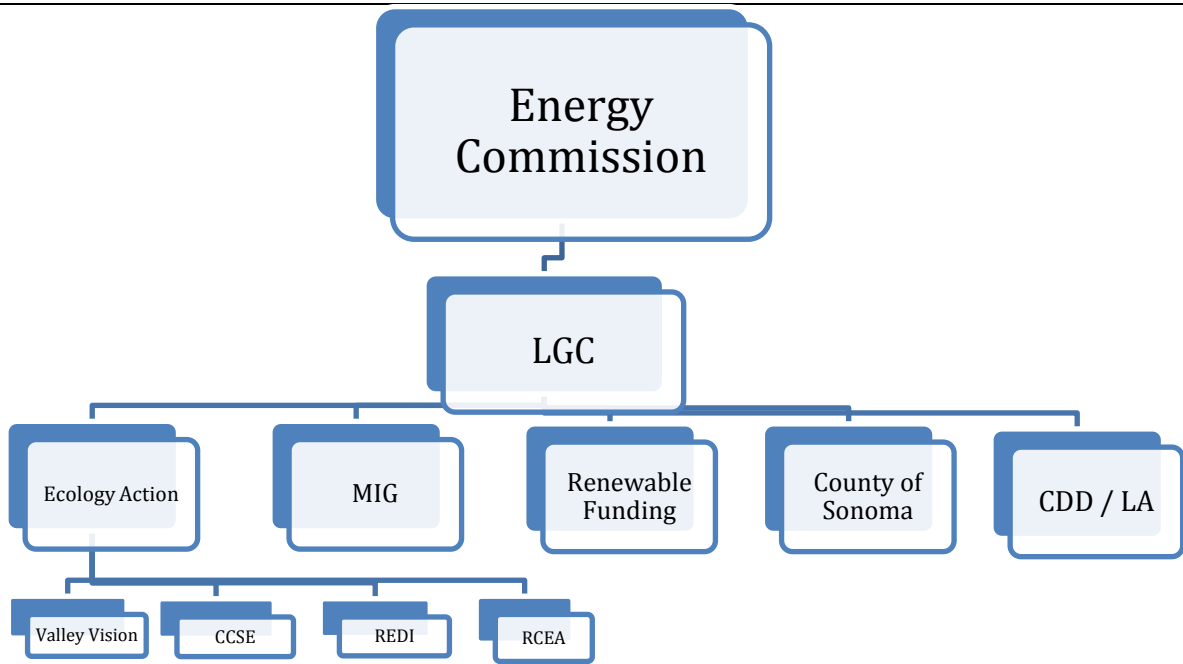 Energy
Commission
LGC
Ecology Action
MIG
Renewable
Funding
County of
Sonoma
CDD / LA
Valley Vision
CCSE
REDI
RCEA